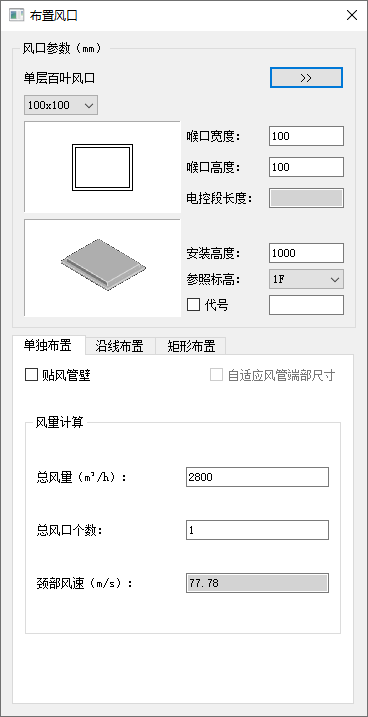 布置风口
风口参数（mm）
单层百叶风口
>>
100x100
喉口宽度： 100
喉口高度： 100
电控段长度：
安装高度： 1000
参照标高： 1F
代号
单独布置 沿线布置 矩形布置
贴风管壁 自适应风管端部尺寸
风量计算
总风量（m³/h）： 2800
总风口个数： 1
颈部风速（m/s）： 77.78